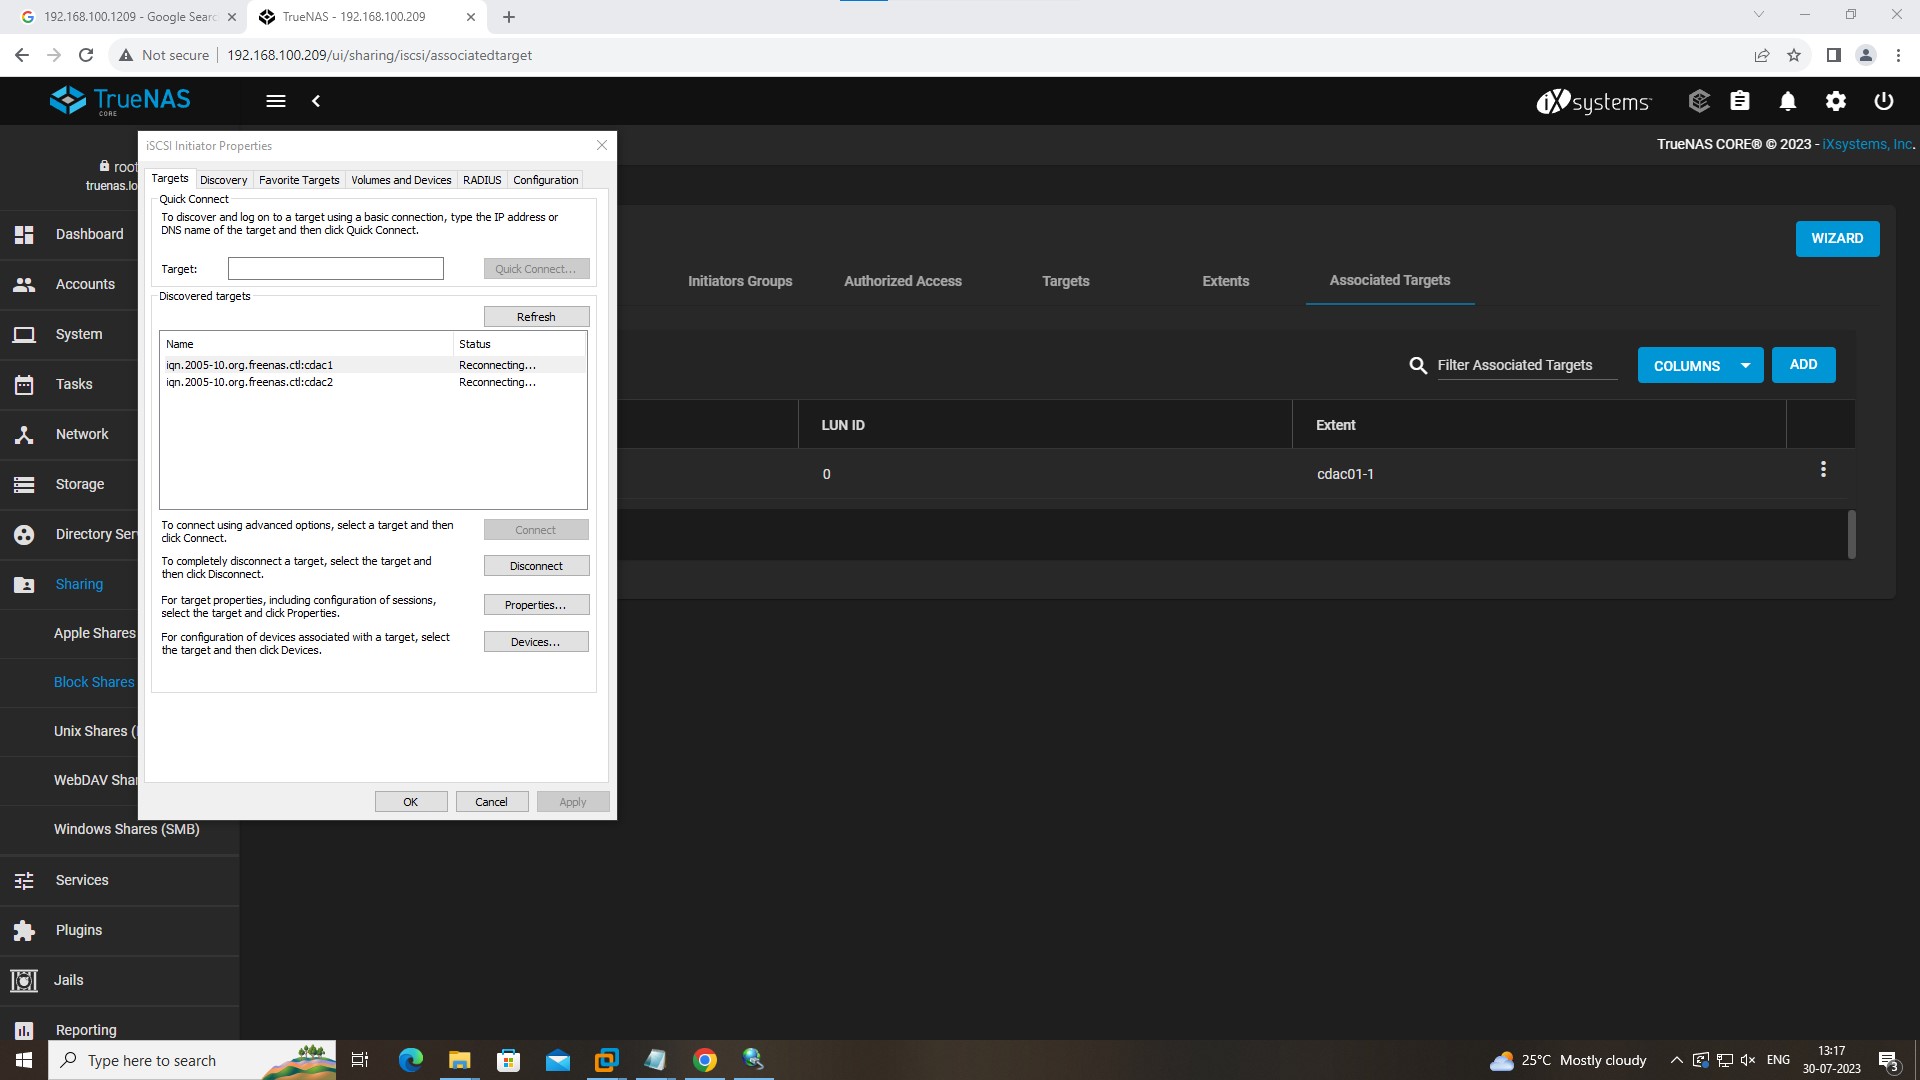 192.168.100.1209 - Google Sear
TrueNAS - 192.168.100.209
Not secure
192.168.100.209/ui/sharing/iscsi/associatedtarget
TrueNAS
CORE
iXsystems
TrueNAS CORE® © 2023 - iXsystems, Inc.
root
truenas.lo
Dashboard
Accounts
System
Tasks
Network
Storage
Directory Ser
Sharing
Apple Shares
Block Shares
Unix Shares (
WebDAV Shar
Windows Shares (SMB)
Services
Plugins
Jails
Reporting
iSCSI Initiator Properties
Targets
Discovery
Favorite Targets
Volumes and Devices
RADIUS
Configuration
Quick Connect
To discover and log on to a target using a basic connection, type the IP address or
DNS name of the target and then click Quick Connect.
Target:
Quick Connect...
Discovered targets
Refresh
Name
Status
iqn.2005-10.org.freenas.ctl:cdac1
Reconnecting...
iqn.2005-10.org.freenas.ctl:cdac2
Reconnecting...
To connect using advanced options, select a target and then
click Connect.
Connect
To completely disconnect a target, select the target and
then click Disconnect.
Disconnect
For target properties, including configuration of sessions,
select the target and click Properties.
Properties...
For configuration of devices associated with a target, select
the target and then click Devices.
Devices...
OK
Cancel
Apply
WIZARD
Initiators Groups
Authorized Access
Targets
Extents
Associated Targets
Filter Associated Targets
COLUMNS
ADD
LUN ID
Extent
0
cdac01-1
Type here to search
25°C Mostly cloudy
ENG
13:17
30-07-2023
3